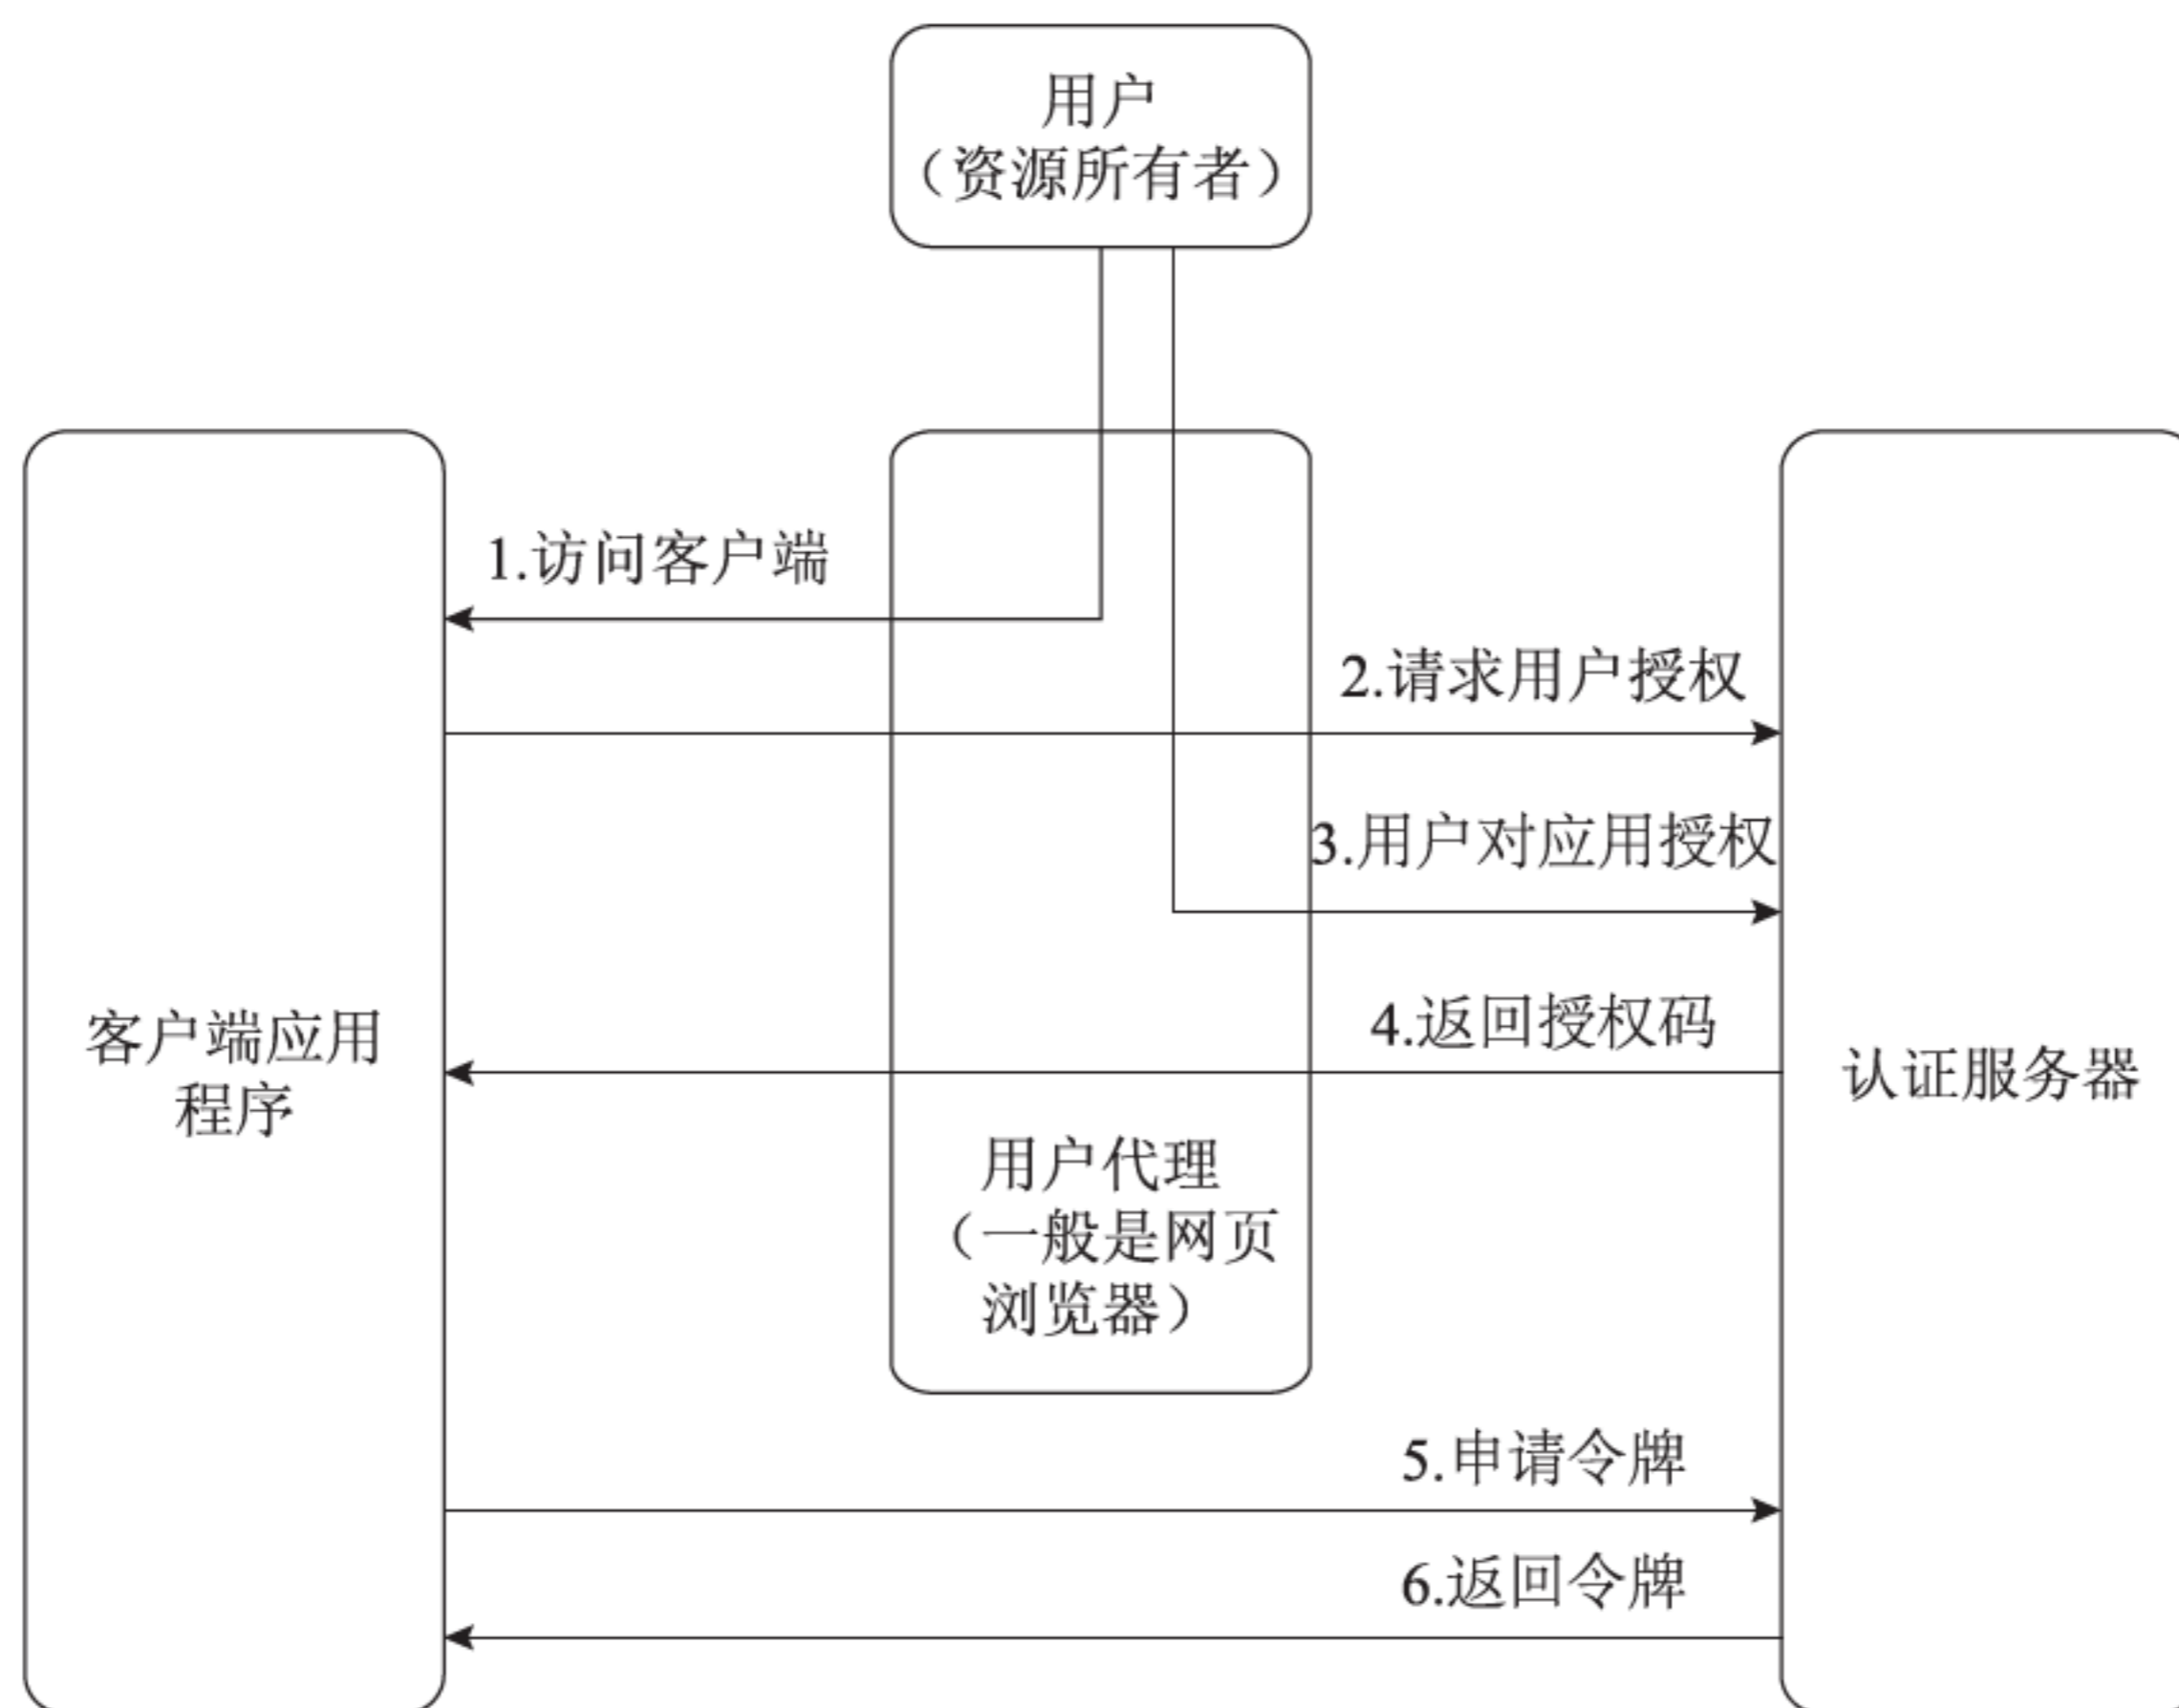 用户
（资源所有者）
1.访问客户端
2.请求用户授权
3.用户对应用授权
4.返回授权码
客户端应用
程序
认证服务器
用户代理
（一般是网页
浏览器）
5.申请令牌
6.返回令牌